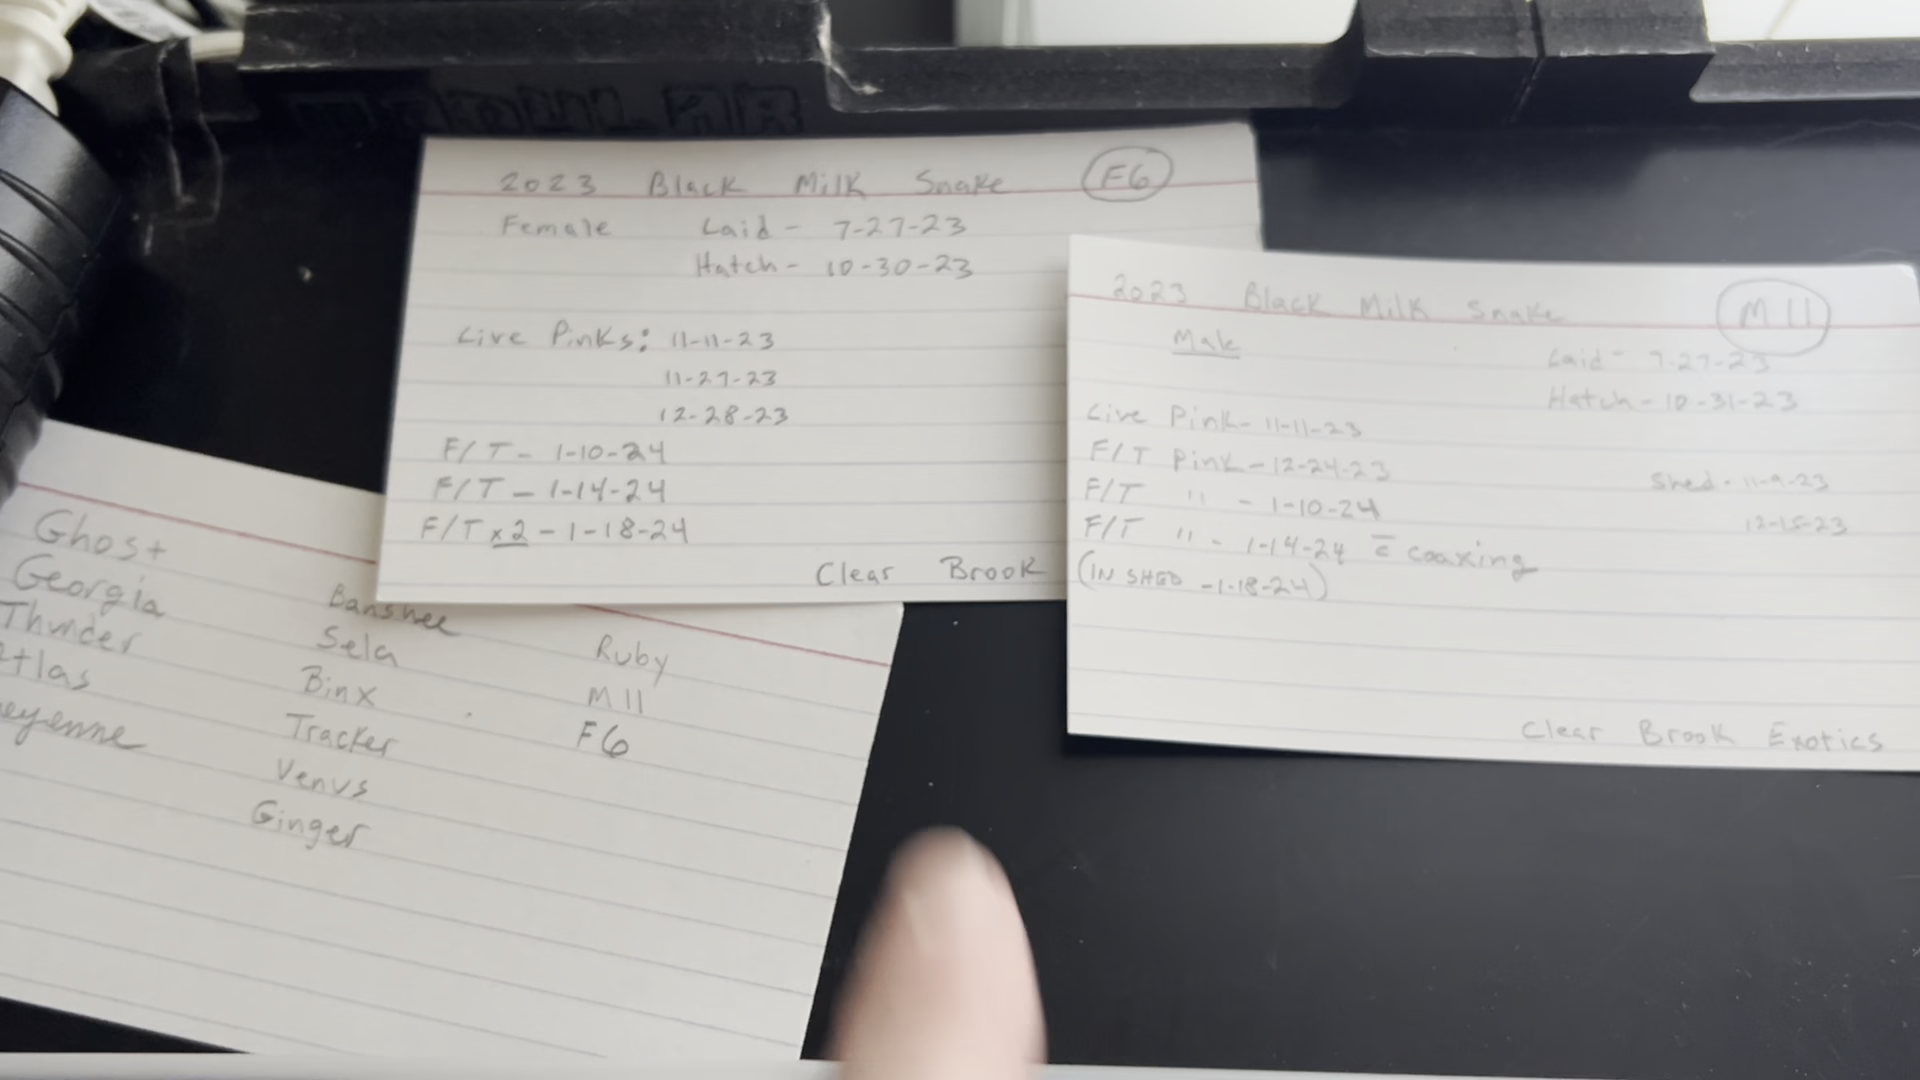 2023 Black Milk Snake F6
Female Laid - 7-27-23
Hatch - 10-30-23
Live Pinks: 11-11-23
11-27-23
12-28-23
F/T - 1-10-24
F/T - 1-14-24
F/T x2 - 1-18-24
Clear Brook
2023 Black Milk Snake M11
Male
Laid - 7-27-23
Hatch - 10-31-23
Live Pink - 11-11-23
F/T Pink - 12-24-23
Shed - 11-9-23
F/T " - 1-10-24
12-15-23
F/T " - 1-14-24 c̄ coaxing
(IN SHED - 1-18-24)
Clear Brook Exotics
Ghost
Georgia
Thunder
tlas
eyenne
Banshee
Sela
Binx
Tracker
Venus
Ginger
Ruby
M11
F6